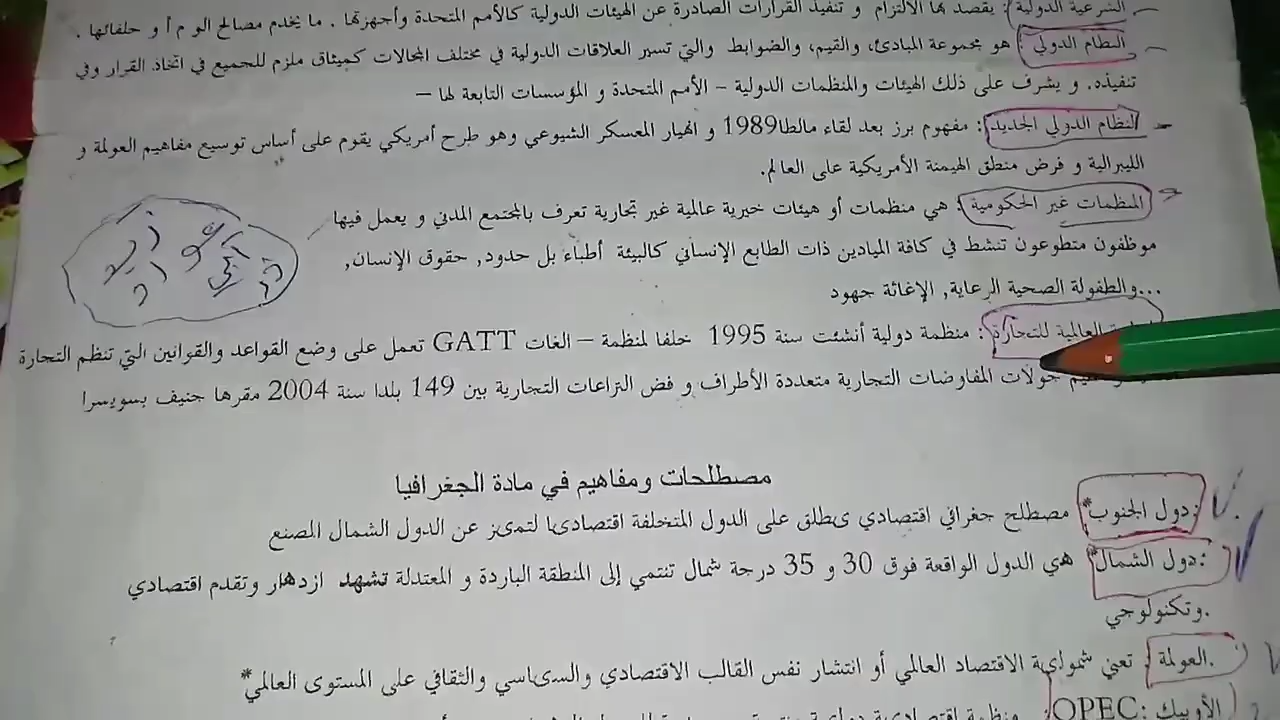 الشرعية الدولية: يقصد بها الالتزام و تنفيذ القرارات الصادرة عن الهيئات الدولية كالأمم المتحدة وأجهزتها . ما يخدم مصالح الو م أ و حلفائها .
النظام الدولي : هو مجموعة المبادئ، والقيم، والضوابط والتي تسير العلاقات الدولية في مختلف المجالات كميثاق ملزم للجميع في اتخاذ القرار وفي
تنفيذه. و يشرف على ذلك الهيئات والمنظمات الدولية – الأمم المتحدة و المؤسسات التابعة لها –
النظام الدولي الجديد: مفهوم برز بعد لقاء مالطا1989 و انهيار المعسكر الشيوعي وهو طرح أمريكي يقوم على أساس توسيع مفاهيم العولمة و
الليبرالية و فرض منطق الهيمنة الأمريكية على العالم.
المنظمات غير الحكومية: هي منظمات أو هيئات خيرية عالمية غير تجارية تعرف بالمجتمع المدني و يعمل فيها
موظفون متطوعون تنشط في كافة الميادين ذات الطابع الإنساني كالبيئة أطباء بل حدود, حقوق الإنسان,
والطفولة الصحية الرعاية, الإغاثة جهود...
العالمية للتجارة : منظمة دولية أنشئت سنة 1995 خلفا لمنظمة – الغات GATT تعمل على وضع القواعد والقوانين التي تنظم التجارة
جولات المفاوضات التجارية متعددة الأطراف و فض النزاعات التجارية بين 149 بلدا سنة 2004 مقرها جنيف بسويسرا
مصطلحات ومفاهيم في مادة الجغرافيا
:دول الجنوب* مصطلح جغرافي اقتصادي يطلق على الدول المتخلفة اقتصاديا لتميز عن الدول الشمال المصنع
:دول الشمال* هي الدول الواقعة فوق 30 و 35 درجة شمال تنتمي إلى المنطقة الباردة و المعتدلة تشهد ازدهار وتقدم اقتصادي
وتكنولوجي.
.العولمة : تعني شمولية الاقتصاد العالمي أو انتشار نفس القالب الاقتصادي والسياسي والثقافي على المستوى العالمي*
الأوبيك :OPEC: منظمة اقتصادية دولية